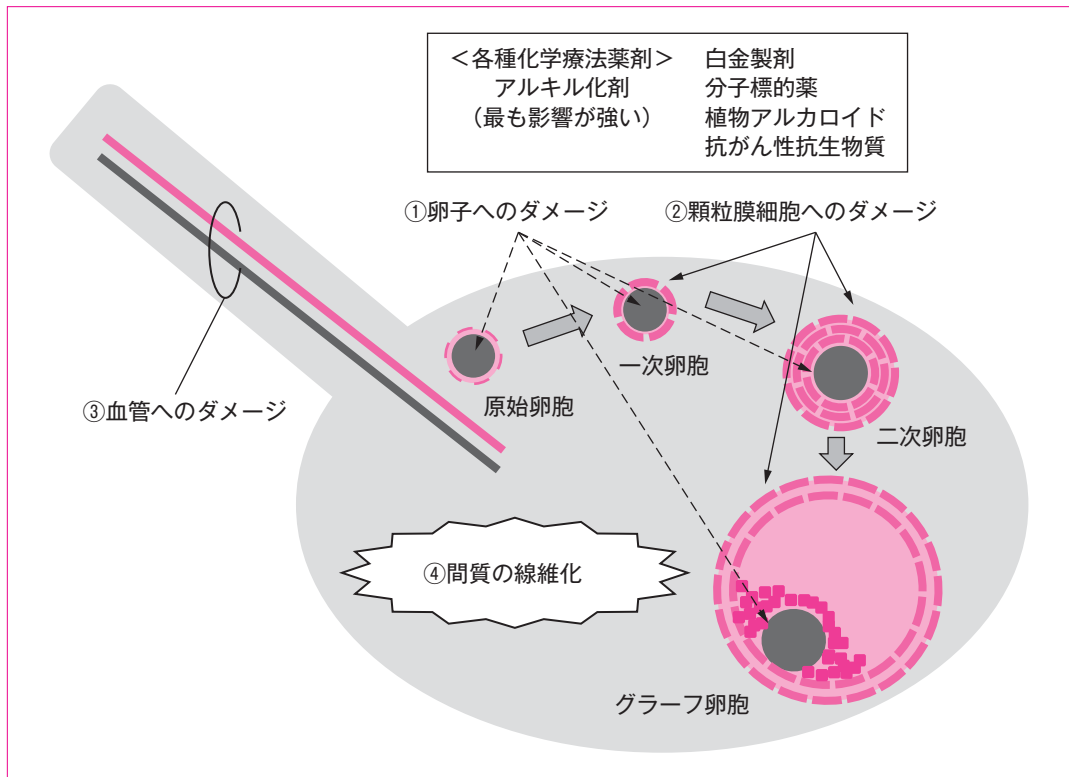 <各種化学療法薬剤>
アルキル化剤
（最も影響が強い）
白金製剤
分子標的薬
植物アルカロイド
抗がん性抗生物質
①卵子へのダメージ
②顆粒膜細胞へのダメージ
一次卵胞
原始卵胞
③血管へのダメージ
二次卵胞
④間質の線維化
グラーフ卵胞